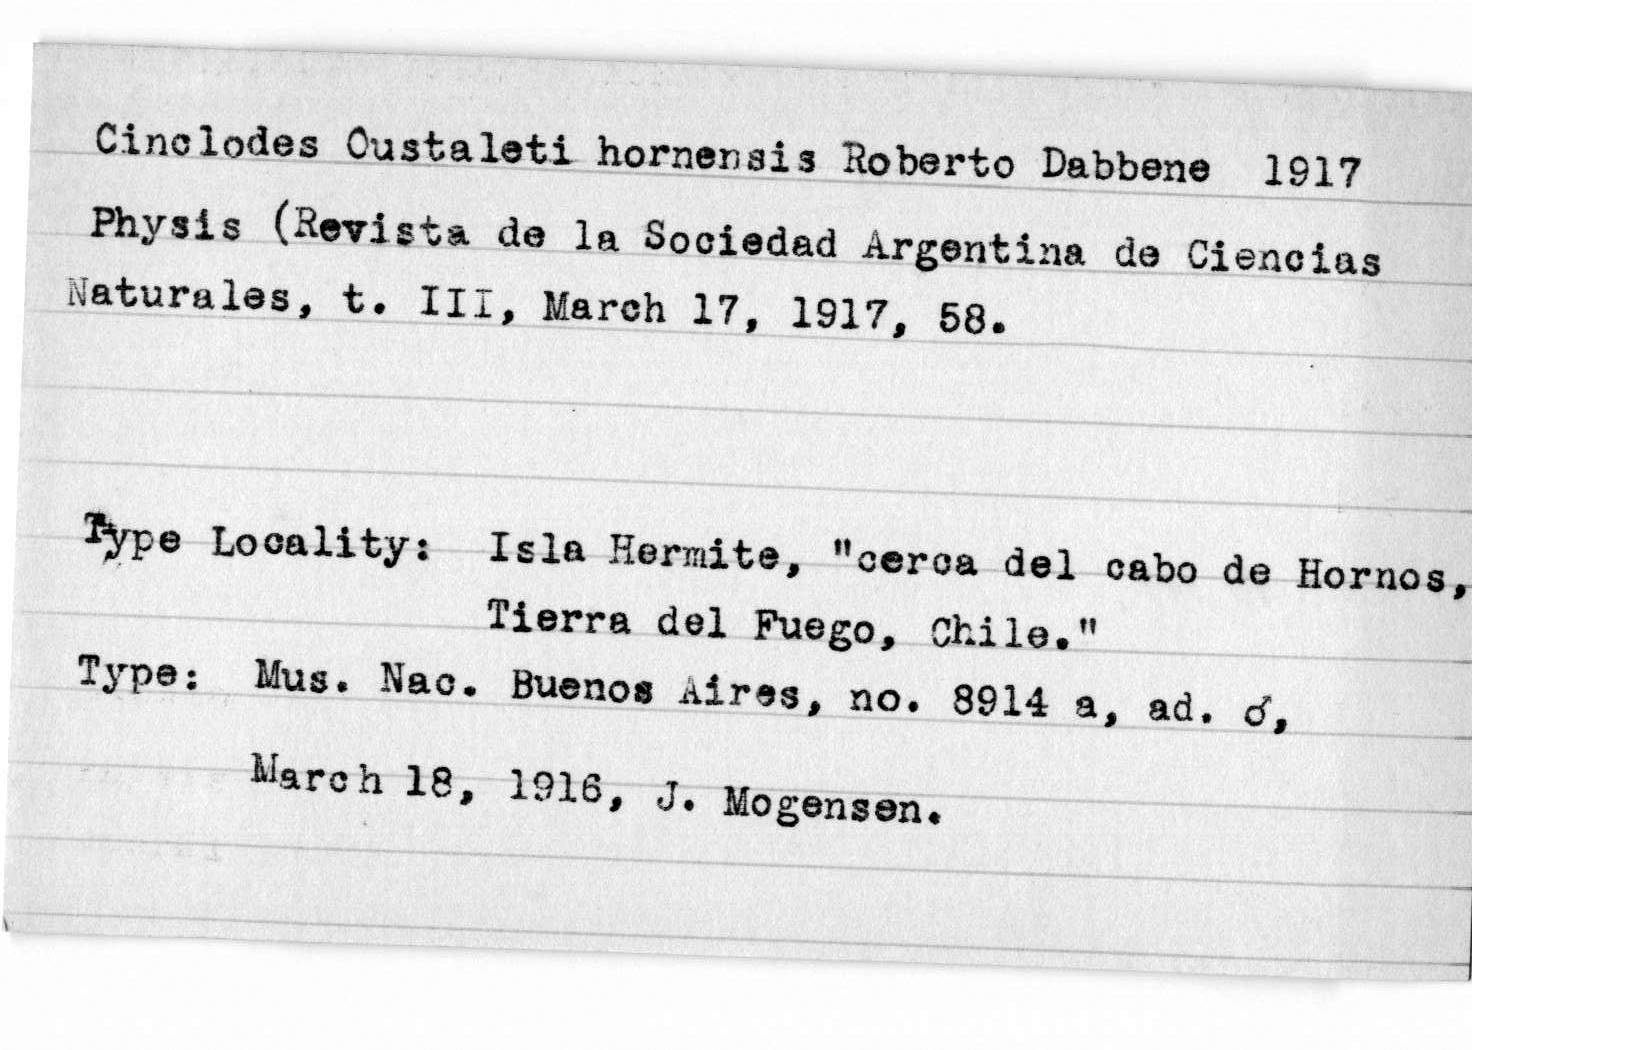 Cinclodes Oustaleti hornensis Roberto Dabbene 1917
Physis (Revista de la Sociedad Argentina de Ciencias
Naturales, t. III, March 17, 1917, 58.
Type Locality: Isla Hermite, "cerca del cabo de Hornos,
Tierra del Fuego, Chile."
Type: Mus. Nac. Buenos Aires, no. 8914 a, ad. ♂,
March 18, 1916, J. Mogensen.